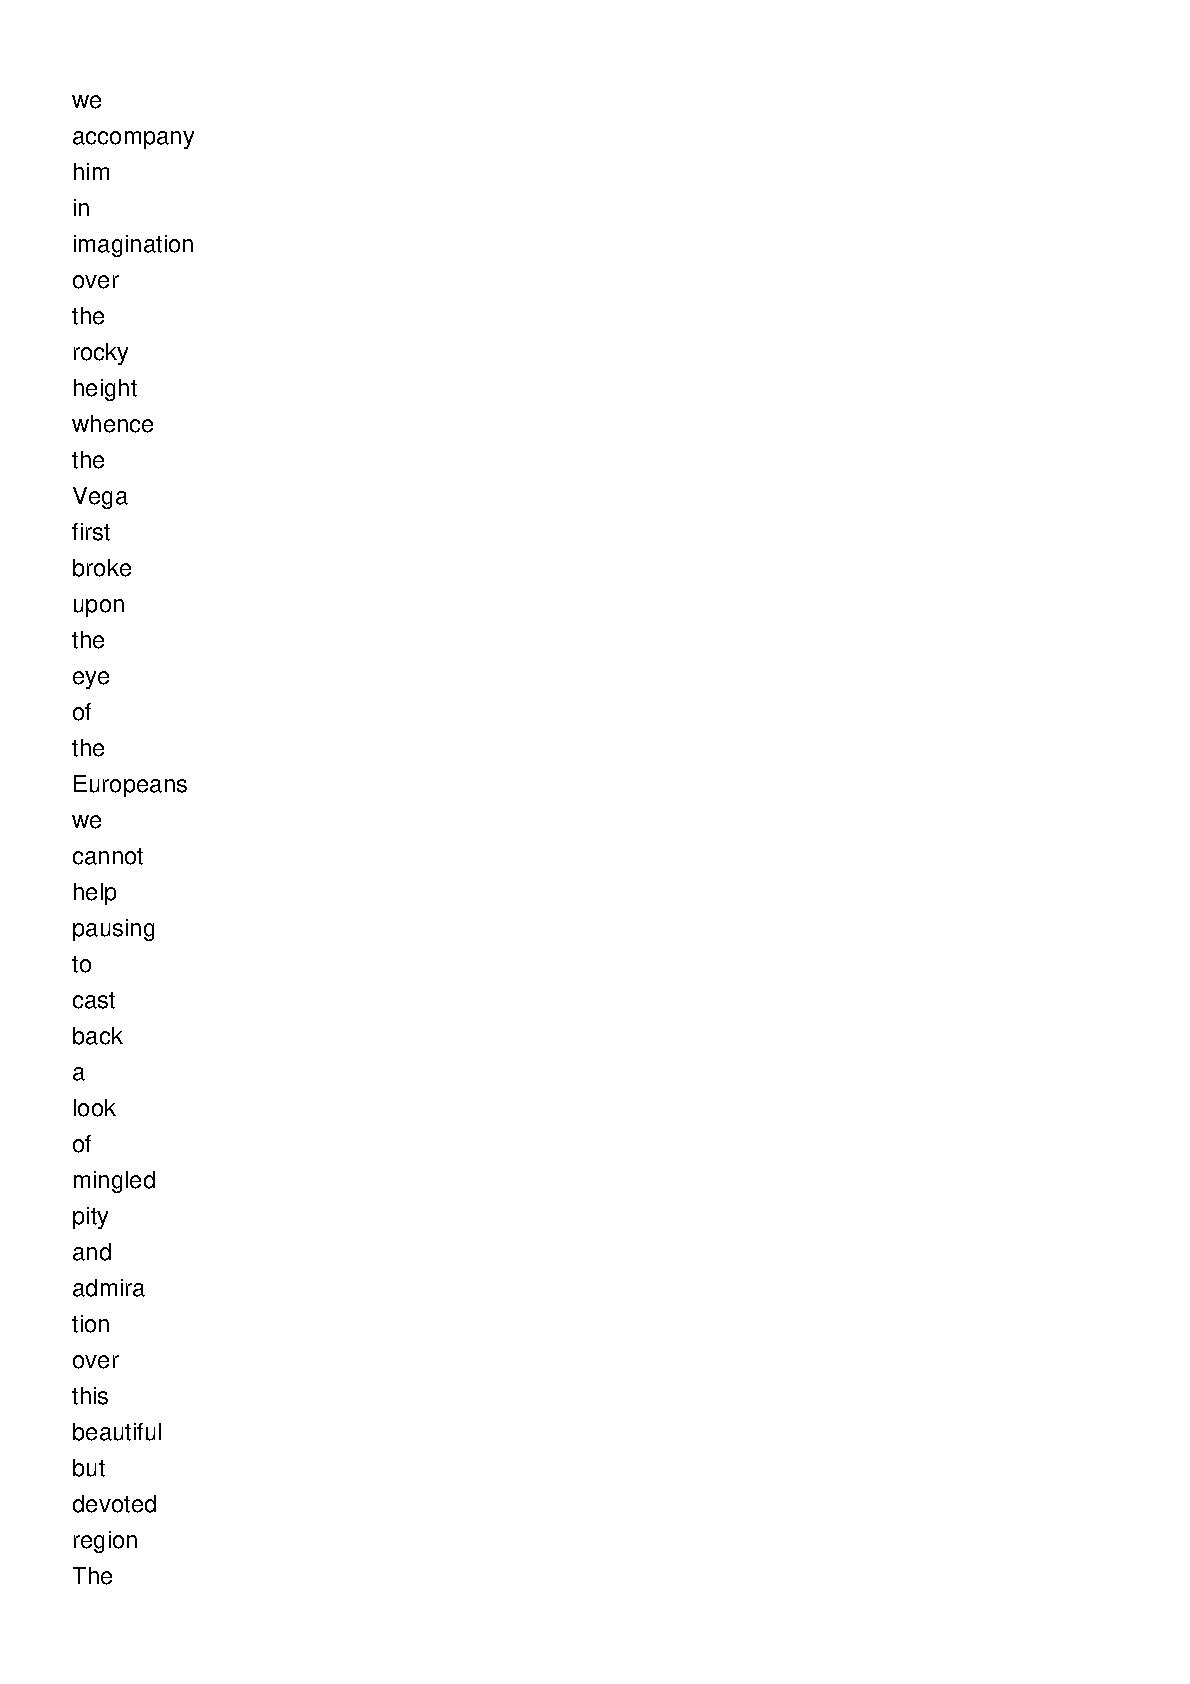 we
accompany
him
in
imagination
over
the
rocky
height
whence
the
Vega
first
broke
upon
the
eye
of
the
Europeans
we
cannot
help
pausing
to
cast
back
a
look
of
mingled
pity
and
admira
tion
over
this
beautiful
but
devoted
region
The